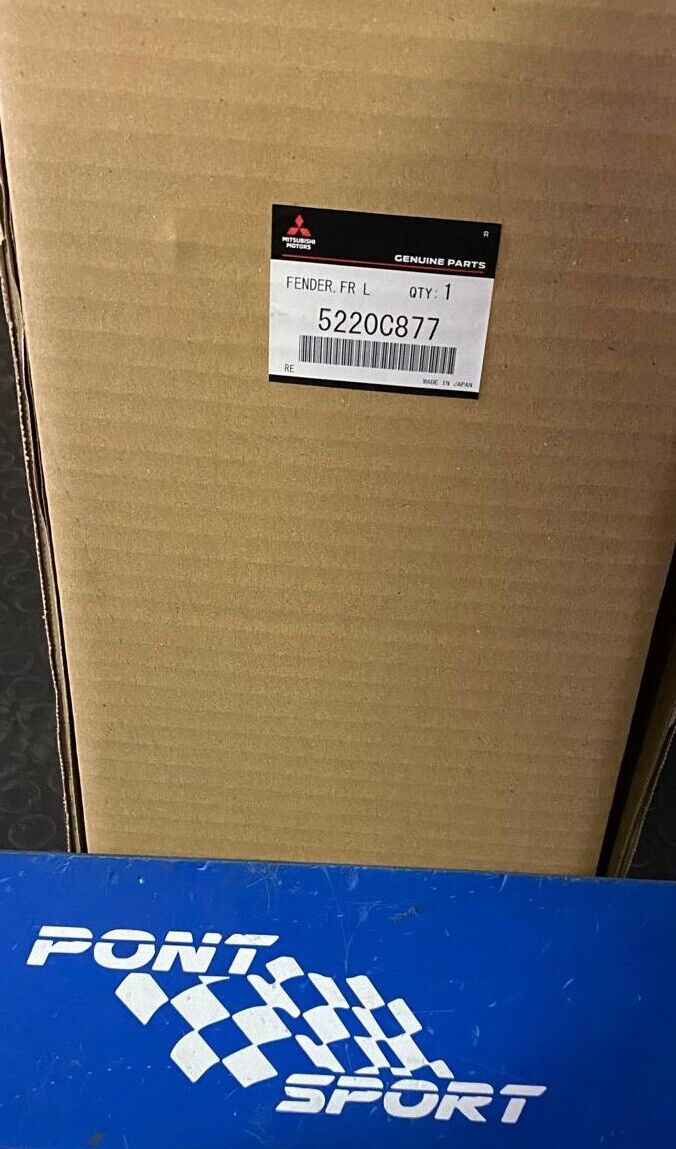 R
MITSUBISHI
MOTORS
GENUINE PARTS
FENDER, FR L QTY: 1
5220C877
RE
MADE IN JAPAN
PONT
SPORT